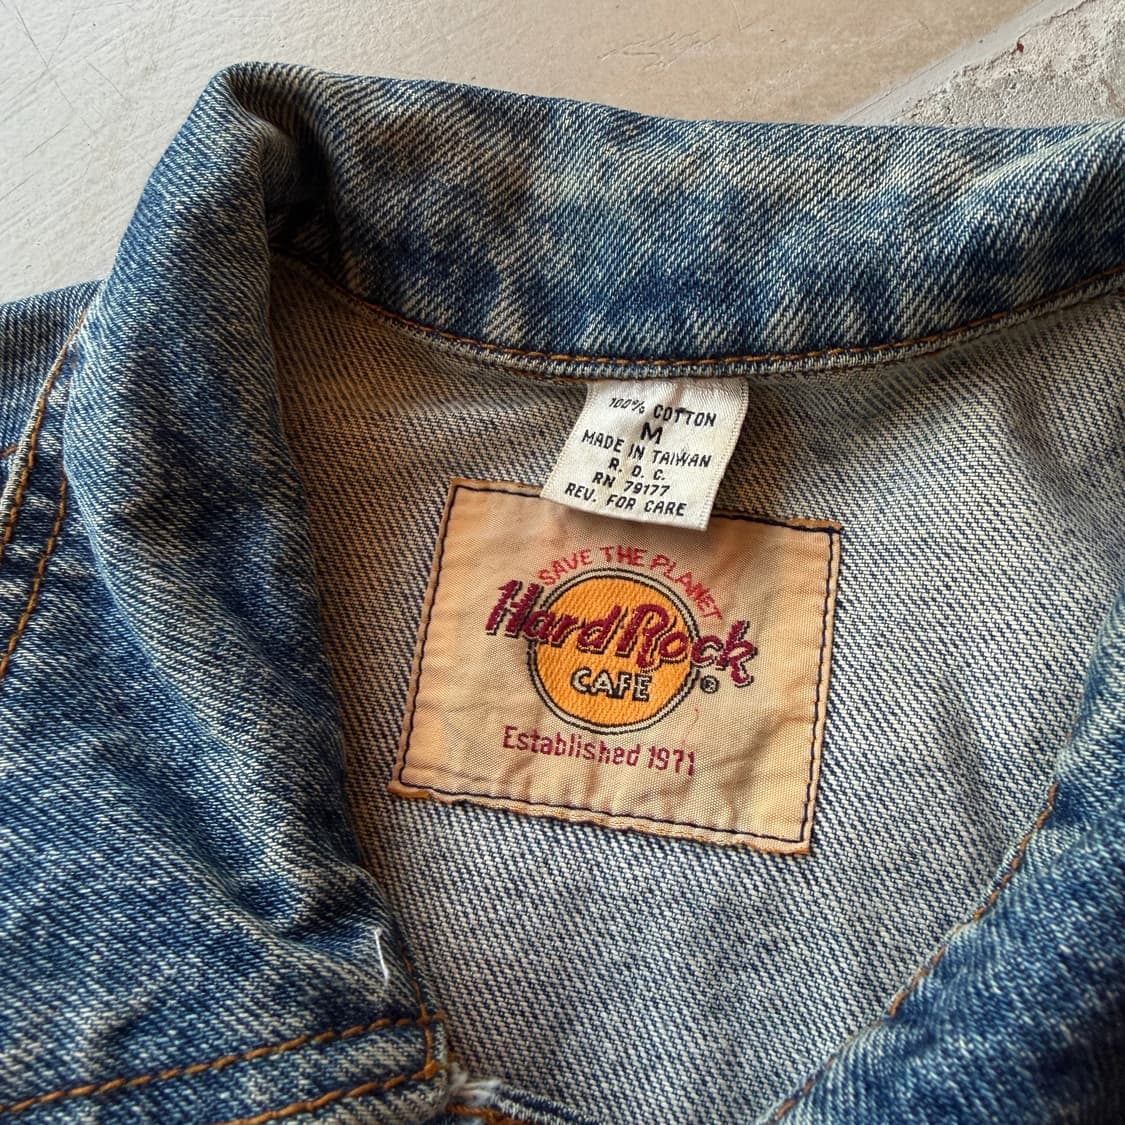 100% COTTON
M
MADE IN TAIWAN
R. O. C.
RN 79177
REV. FOR CARE
SAVE THE PLANET
Hard Rock
CAFE
®
Established 1971